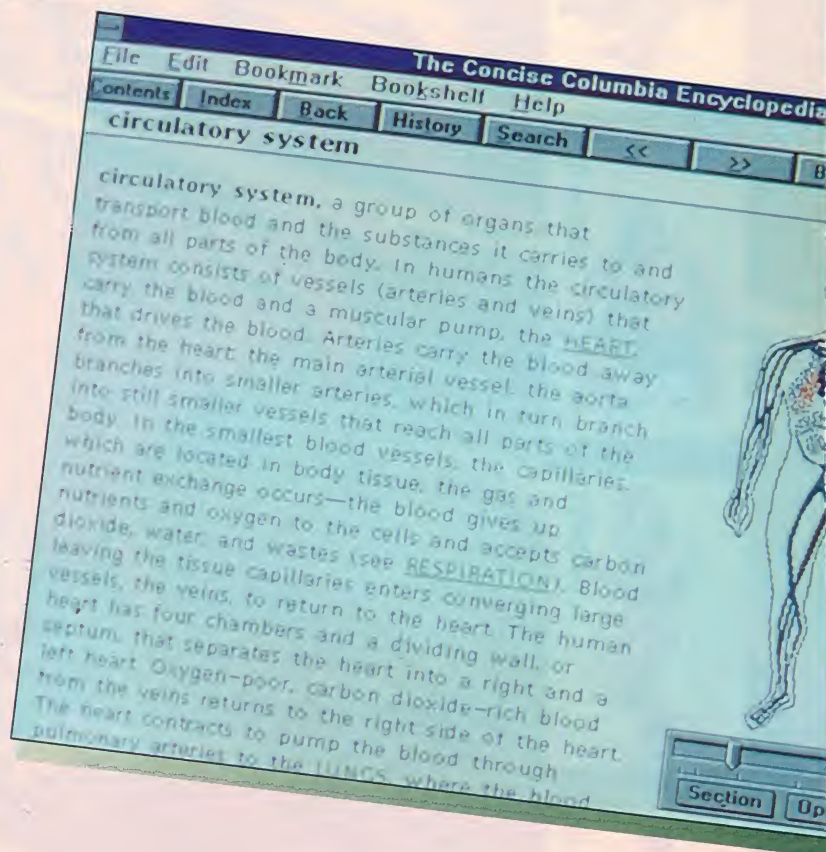 The Concise Columbia Encyclopedia
File Edit Bookmark Bookshelf Help
Contents Index Back History Search << >> B
circulatory system
circulatory system, a group of organs that
transport blood and the substances it carries to and
from all parts of the body. In humans the circulatory
system consists of vessels (arteries and veins) that
carry the blood and a muscular pump, the HEART,
that drives the blood. Arteries carry the blood away
from the heart; the main arterial vessel, the aorta
branches into smaller arteries, which in turn branch
into still smaller vessels that reach all parts of the
body. In the smallest blood vessels, the capillaries,
which are located in body tissue, the gas and
nutrient exchange occurs—the blood gives up
nutrients and oxygen to the cells and accepts carbon
dioxide, water, and wastes (see RESPIRATION). Blood
leaving the tissue capillaries enters converging large
vessels, the veins, to return to the heart. The human
heart has four chambers and a dividing wall, or
septum, that separates the heart into a right and a
left heart. Oxygen-poor, carbon dioxide-rich blood
from the veins returns to the right side of the heart.
The heart contracts to pump the blood through
pulmonary arteries to the LUNGS, where the blood
Section Op